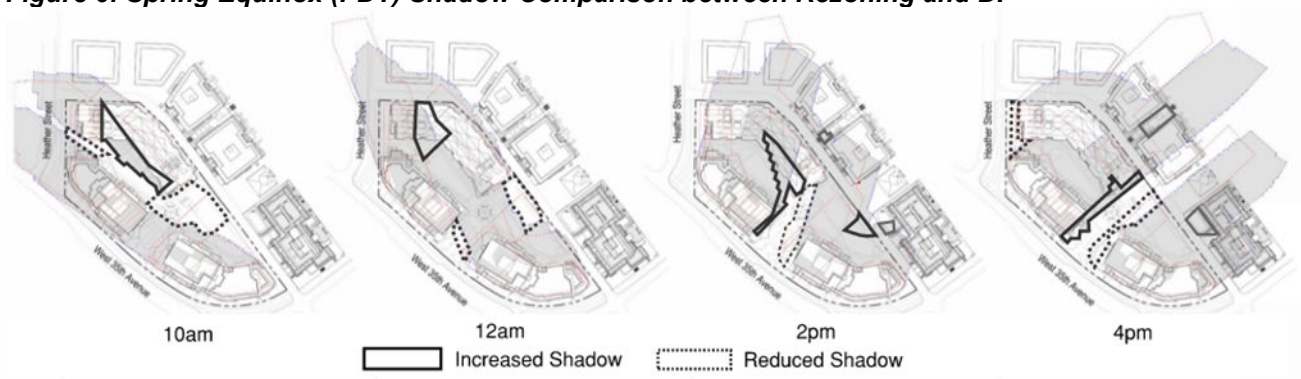 Figure 6. Spring Equinox (PDT) Shadow Comparison between Rezoning and DP
Heather Street
West 35th Avenue
10am
Heather Street
West 35th Avenue
12am
Heather Street
West 35th Avenue
2pm
Heather Street
West 35th Avenue
4pm
Increased Shadow
Reduced Shadow